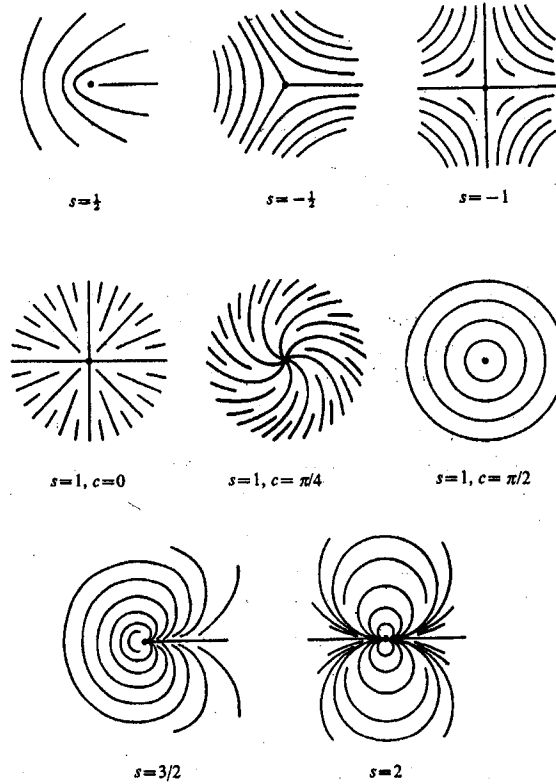 s=½ s=−½ s=−1
s=1, c=0 s=1, c=π/4 s=1, c=π/2
s=3/2 s=2